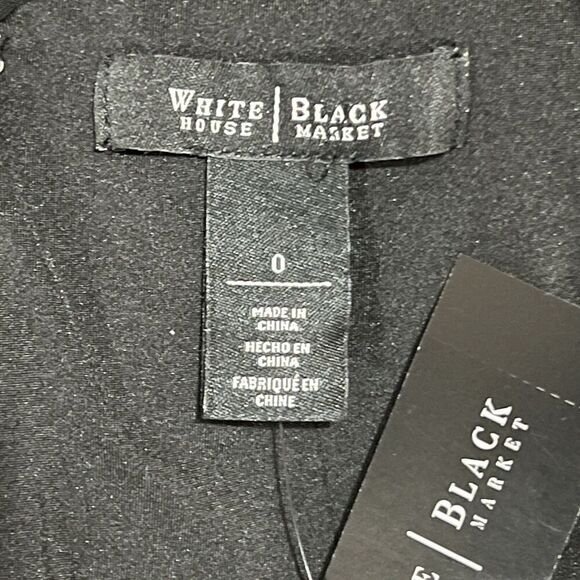 WHITE | BLACK
HOUSE | MARKET
0
MADE IN
CHINA
HECHO EN
CHINA
FABRIQUÉ EN
CHINE
BLACK
MARKET